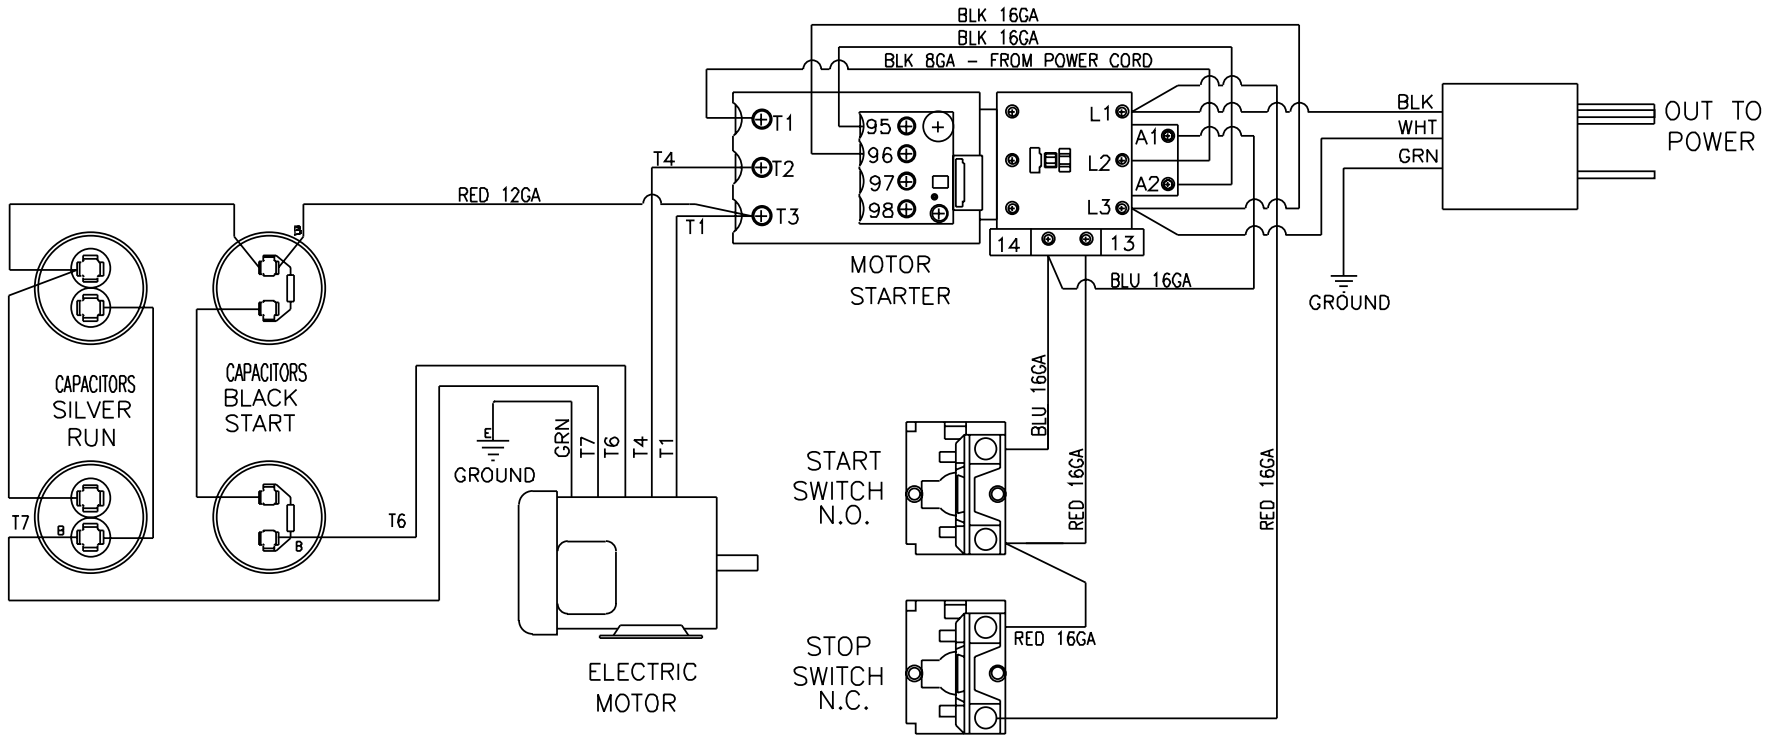 BLK 16GA
BLK 16GA
BLK 8GA - FROM POWER CORD
T1
T2
T3
95
96
97
98
L1
L2
L3
A1
A2
14
13
BLK
WHT
GRN
OUT TO
POWER
GROUND
T4
RED 12GA
T1
B
MOTOR
STARTER
BLU 16GA
CAPACITORS
SILVER
RUN
CAPACITORS
BLACK
START
BLU 16GA
RED 16GA
RED 16GA
E
GROUND
GRN
T7
T6
T4
T1
START
SWITCH
N.O.
T7
B
T6
B
RED 16GA
STOP
SWITCH
N.C.
ELECTRIC
MOTOR